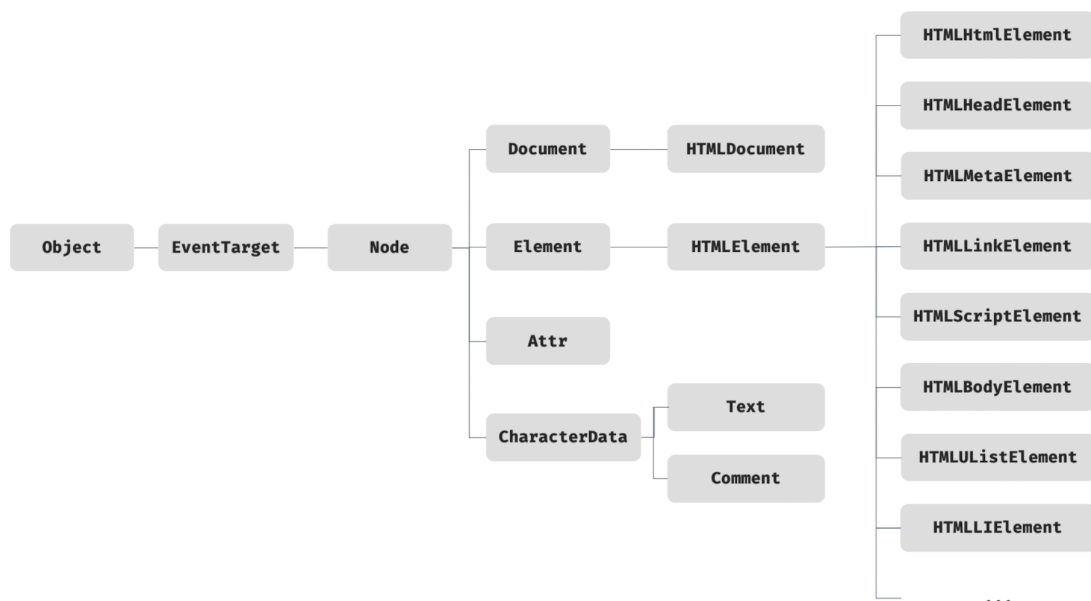 Object
EventTarget
Node
Document
HTMLDocument
Element
HTMLElement
Attr
CharacterData
Text
Comment
HTMLHtmlElement
HTMLHeadElement
HTMLMetaElement
HTMLLinkElement
HTMLScriptElement
HTMLBodyElement
HTMLUListElement
HTMLLIElement
...